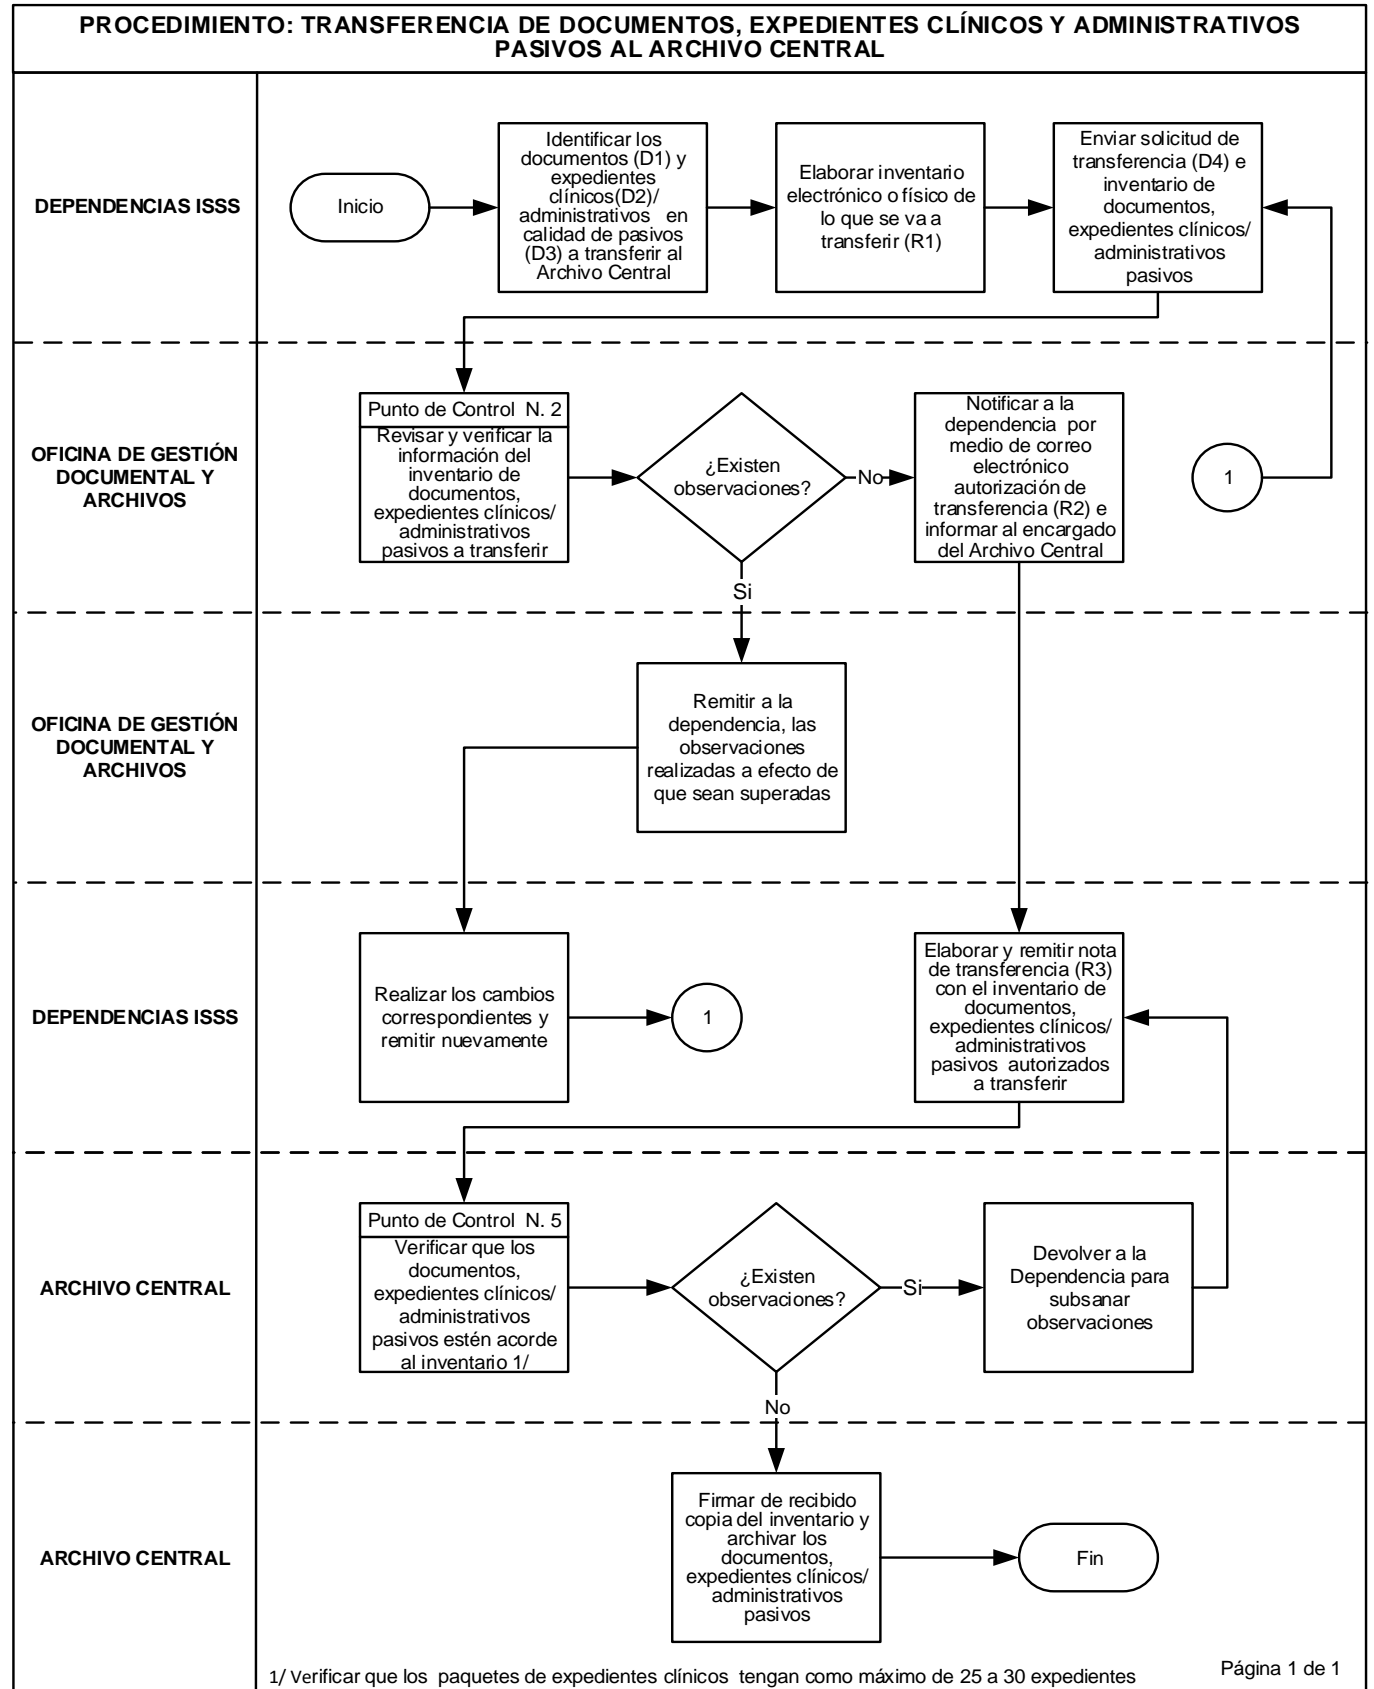 PROCEDIMIENTO: TRANSFERENCIA DE DOCUMENTOS, EXPEDIENTES CLÍNICOS Y ADMINISTRATIVOS
PASIVOS AL ARCHIVO CENTRAL
DEPENDENCIAS ISSS
Inicio
Identificar los
documentos (D1) y
expedientes
clínicos(D2)/
administrativos en
calidad de pasivos
(D3) a transferir al
Archivo Central
Elaborar inventario
electrónico o físico de
lo que se va a
transferir (R1)
Enviar solicitud de
transferencia (D4) e
inventario de
documentos,
expedientes clínicos/
administrativos
pasivos
OFICINA DE GESTIÓN
DOCUMENTAL Y
ARCHIVOS
Punto de Control N. 2
Revisar y verificar la
información del
inventario de
documentos,
expedientes clínicos/
administrativos
pasivos a transferir
¿Existen
observaciones?
No
Si
Notificar a la
dependencia por
medio de correo
electrónico
autorización de
transferencia (R2) e
informar al encargado
del Archivo Central
1
OFICINA DE GESTIÓN
DOCUMENTAL Y
ARCHIVOS
Remitir a la
dependencia, las
observaciones
realizadas a efecto de
que sean superadas
DEPENDENCIAS ISSS
Realizar los cambios
correspondientes y
remitir nuevamente
1
Elaborar y remitir nota
de transferencia (R3)
con el inventario de
documentos,
expedientes clínicos/
administrativos
pasivos autorizados
a transferir
ARCHIVO CENTRAL
Punto de Control N. 5
Verificar que los
documentos,
expedientes clínicos/
administrativos
pasivos estén acorde
al inventario 1/
¿Existen
observaciones?
Si
No
Devolver a la
Dependencia para
subsanar
observaciones
ARCHIVO CENTRAL
Firmar de recibido
copia del inventario y
archivar los
documentos,
expedientes clínicos/
administrativos
pasivos
Fin
1/ Verificar que los paquetes de expedientes clínicos tengan como máximo de 25 a 30 expedientes
Página 1 de 1